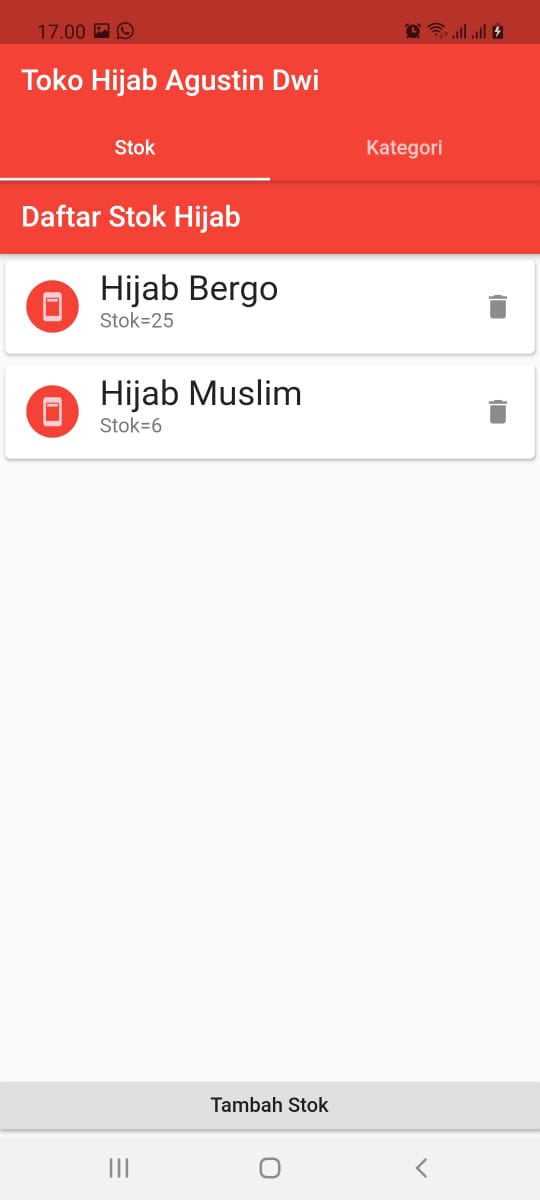 17.00
Toko Hijab Agustin Dwi
Stok
Kategori
Daftar Stok Hijab
Hijab Bergo
Stok=25
Hijab Muslim
Stok=6
Tambah Stok